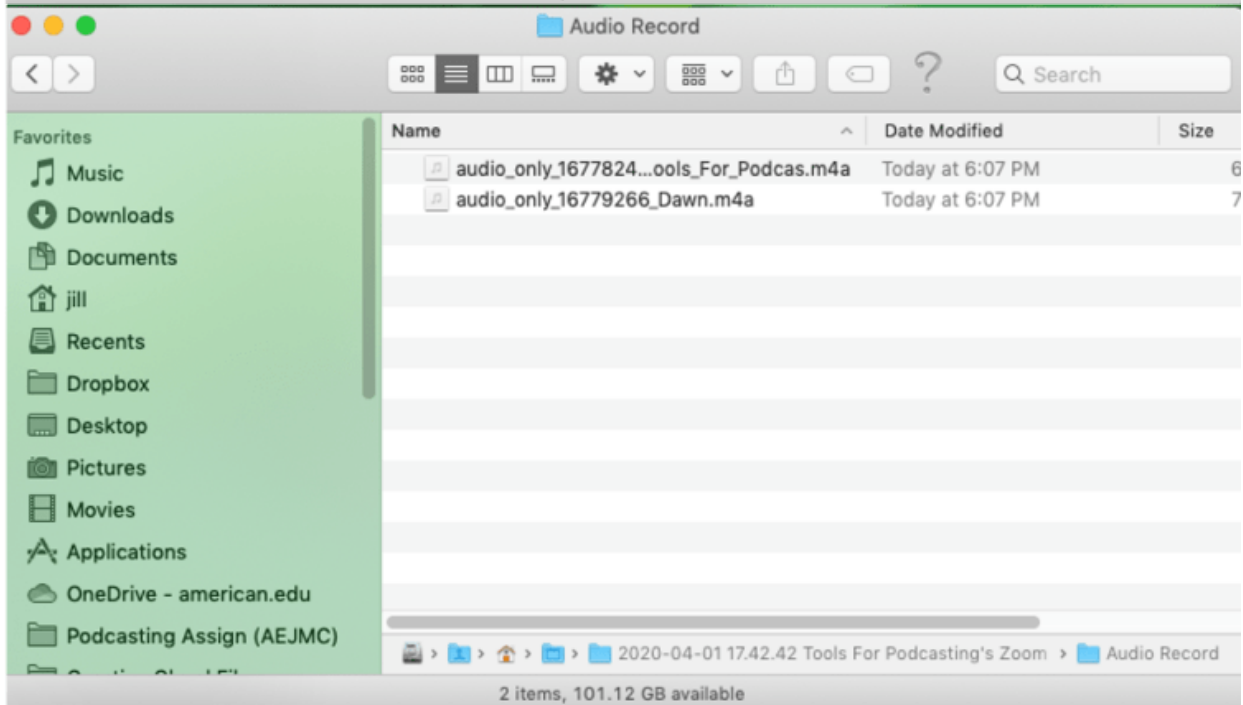 Audio Record
?
Search
Favorites
Music
Downloads
Documents
jill
Recents
Dropbox
Desktop
Pictures
Movies
Applications
OneDrive - american.edu
Podcasting Assign (AEJMC)
Name Date Modified Size
audio_only_1677824...ools_For_Podcas.m4a Today at 6:07 PM 6
audio_only_16779266_Dawn.m4a Today at 6:07 PM 7
2020-04-01 17.42.42 Tools For Podcasting's Zoom › Audio Record
2 items, 101.12 GB available